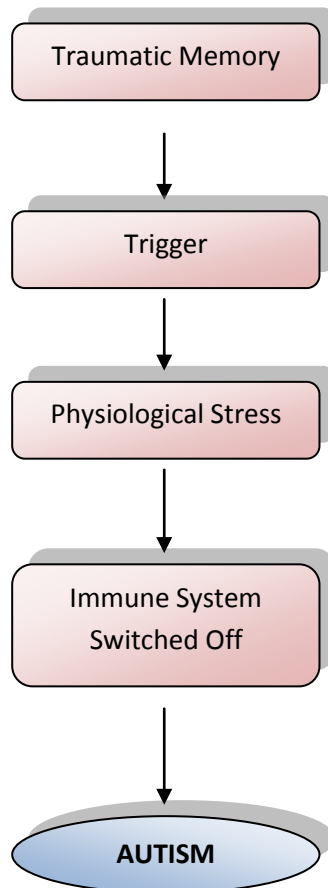 Traumatic Memory
Trigger
Physiological Stress
Immune System
Switched Off
AUTISM